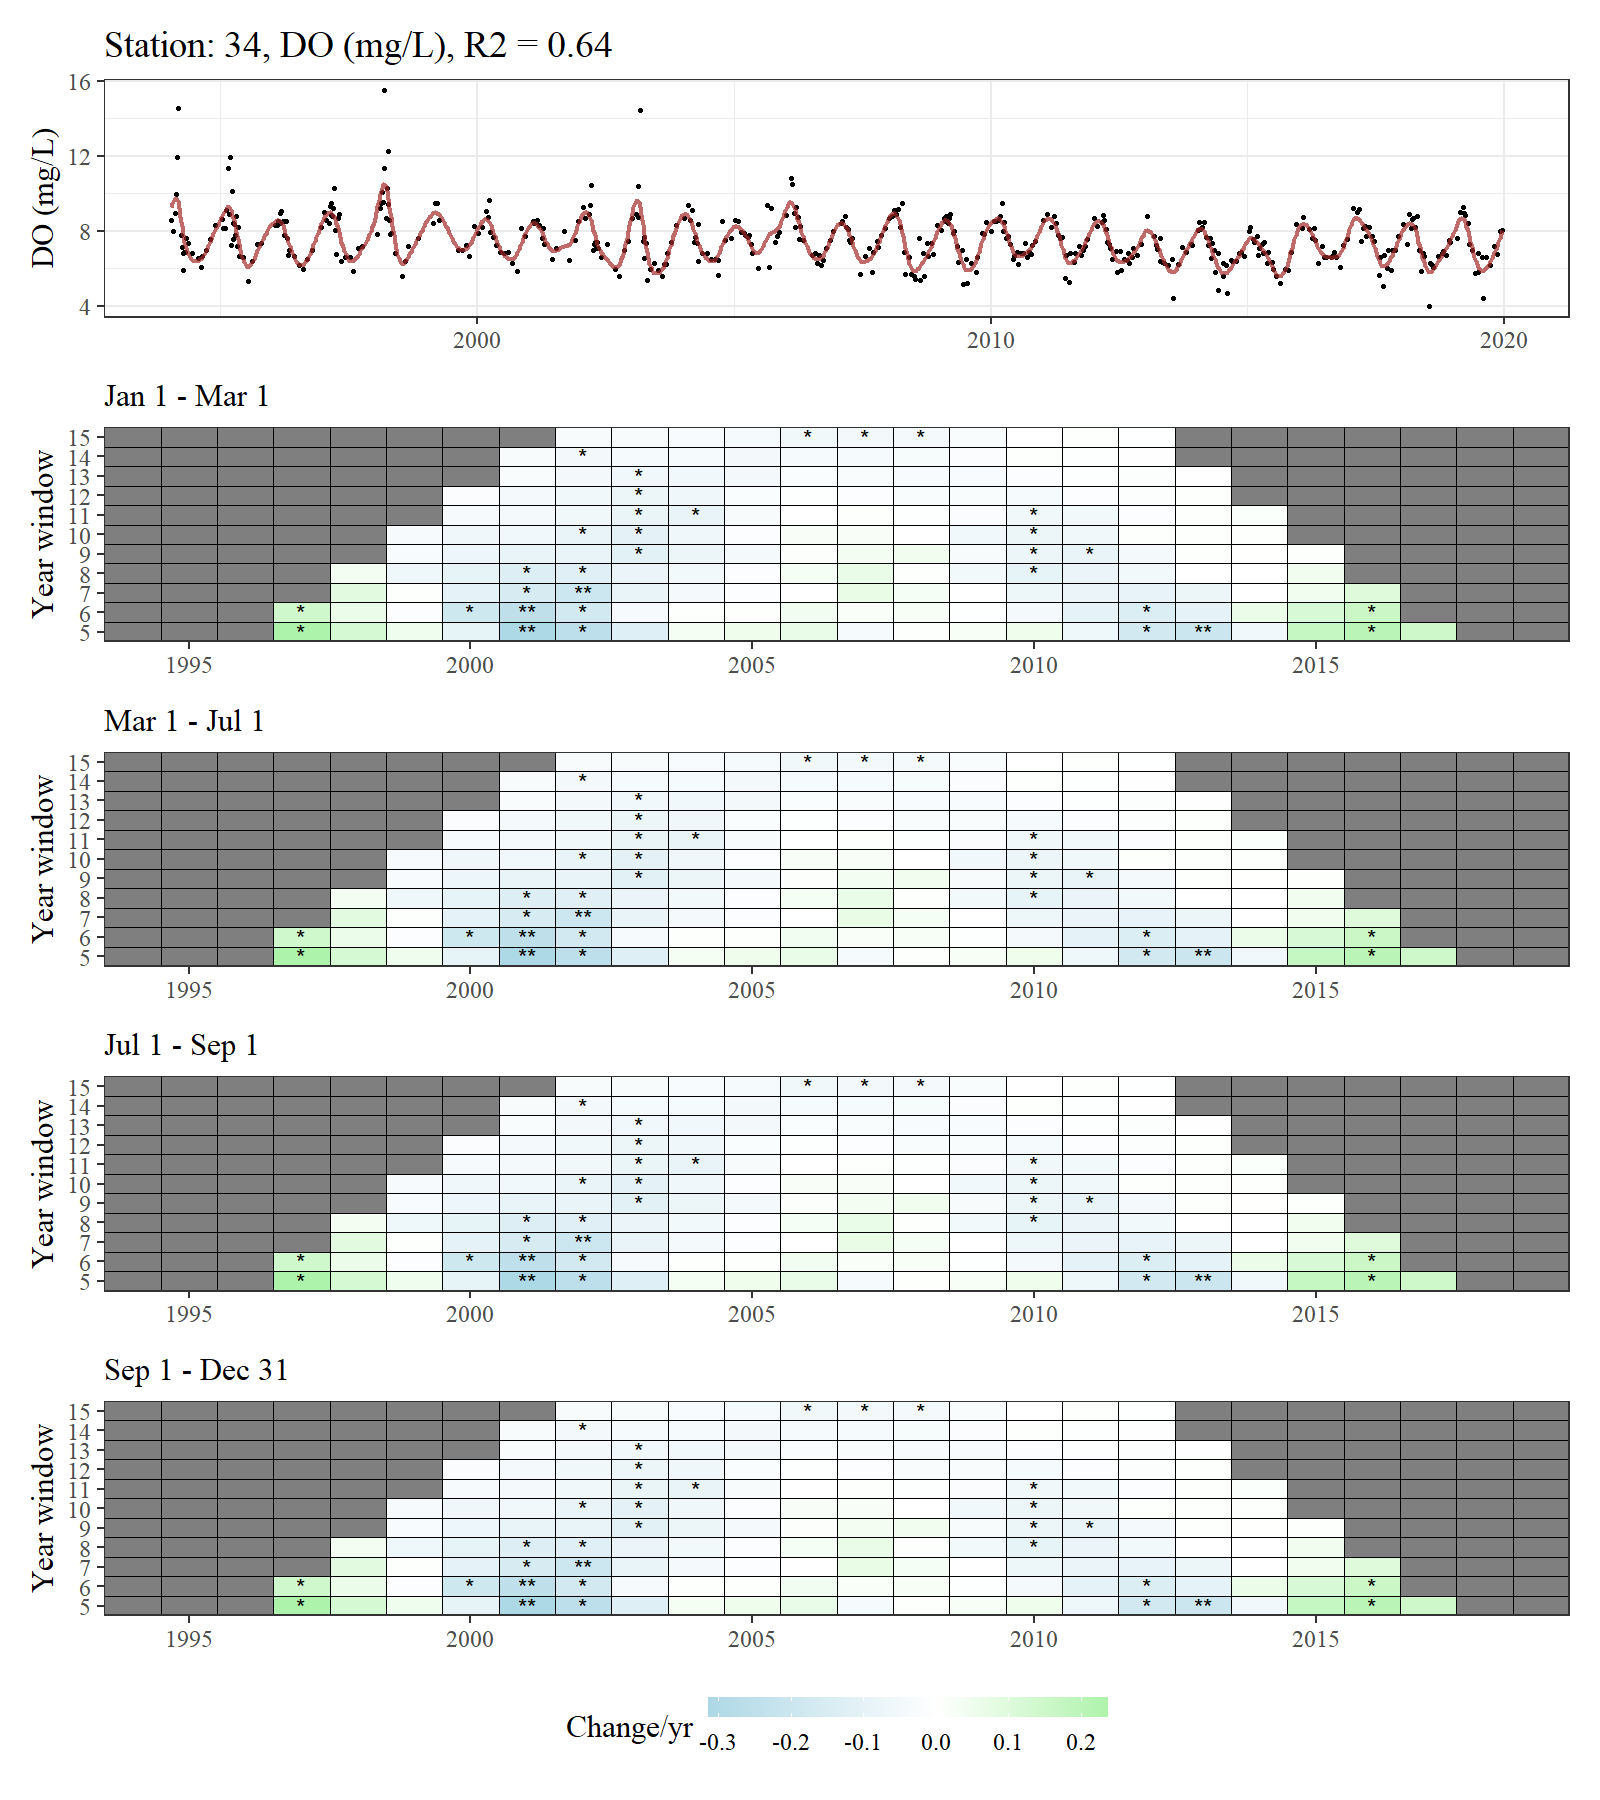 Station: 34, DO (mg/L), R2 = 0.64
DO (mg/L)
16
12
8
4
2000 2010 2020
Jan 1 - Mar 1
Year window
15
14
13
12
11
10
9
8
7
6
5
* * *
*
*
*
* * *
* * *
* * *
* * *
* **
* * ** * * *
* ** * * ** *
1995 2000 2005 2010 2015
Mar 1 - Jul 1
Year window
15
14
13
12
11
10
9
8
7
6
5
* * *
*
*
*
* * *
* * *
* * *
* * *
* **
* * ** * * *
* ** * * ** *
1995 2000 2005 2010 2015
Jul 1 - Sep 1
Year window
15
14
13
12
11
10
9
8
7
6
5
* * *
*
*
*
* * *
* * *
* * *
* * *
* **
* * ** * * *
* ** * * ** *
1995 2000 2005 2010 2015
Sep 1 - Dec 31
Year window
15
14
13
12
11
10
9
8
7
6
5
* * *
*
*
*
* * *
* * *
* * *
* * *
* **
* * ** * * *
* ** * * ** *
1995 2000 2005 2010 2015
Change/yr
-0.3 -0.2 -0.1 0.0 0.1 0.2